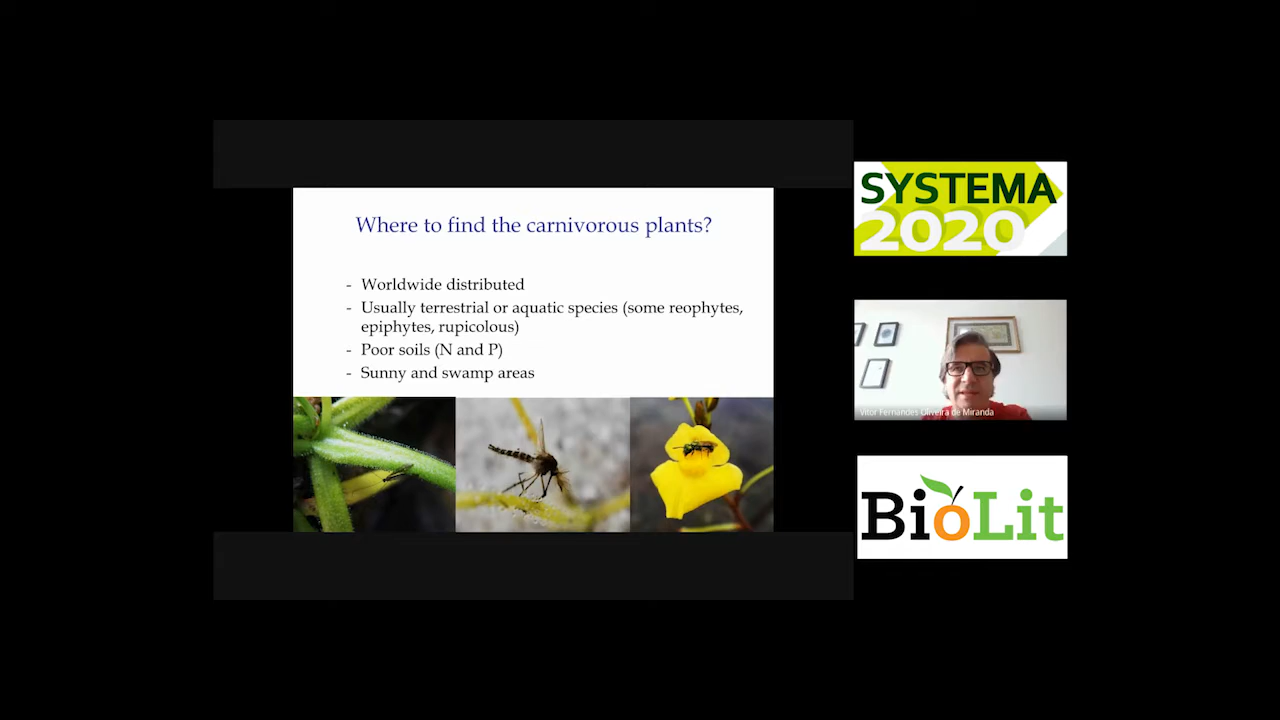 Where to find the carnivorous plants?
- Worldwide distributed
- Usually terrestrial or aquatic species (some reophytes,
epiphytes, rupicolous)
- Poor soils (N and P)
- Sunny and swamp areas
SYSTEMA
2020
Vitor Fernandes Oliveira de Miranda
BioLit